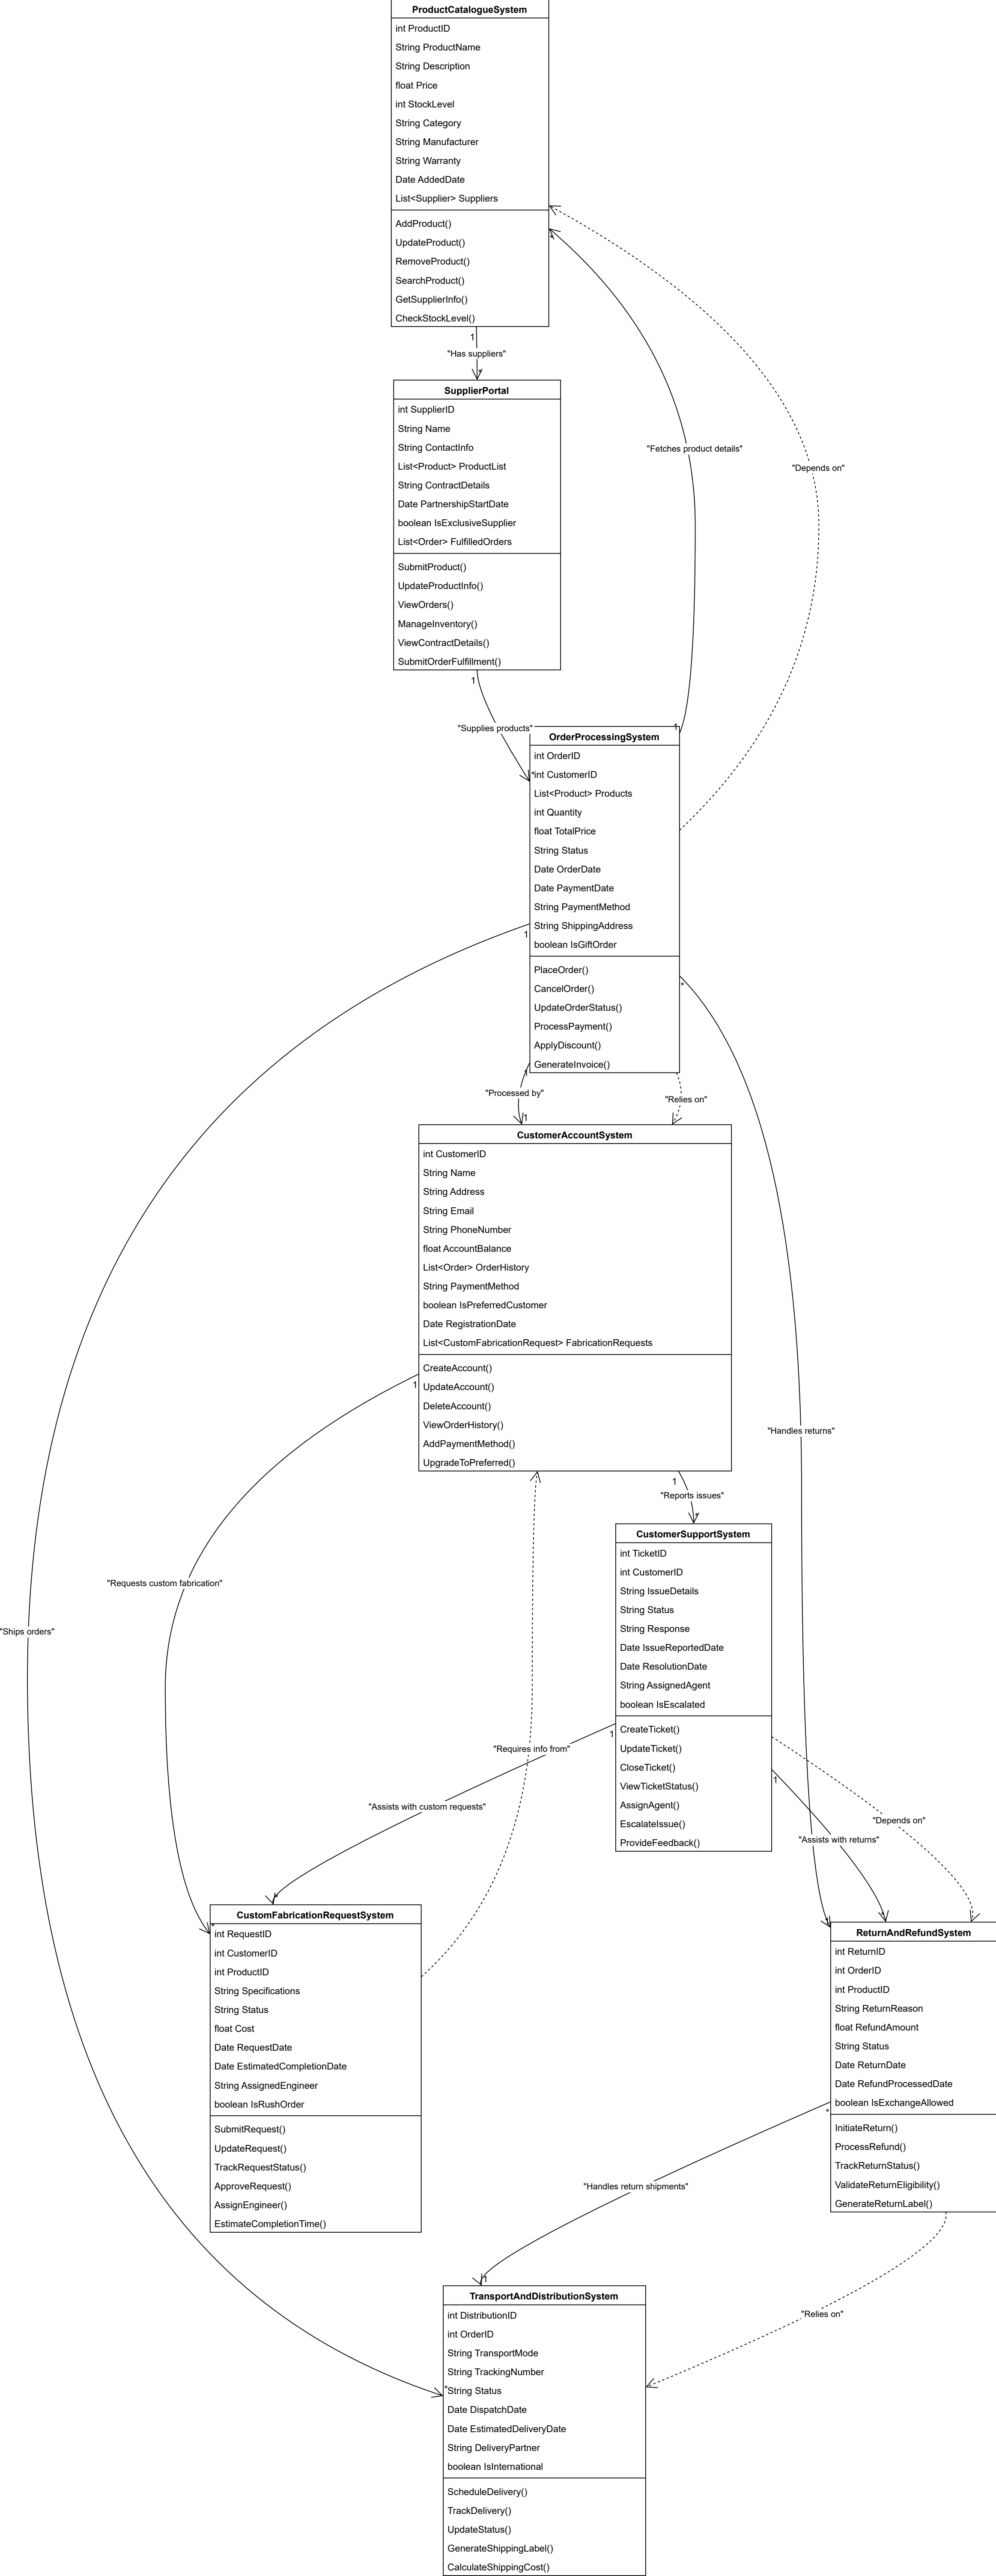 ProductCatalogueSystem
int ProductID
String ProductName
String Description
float Price
int StockLevel
String Category
String Manufacturer
String Warranty
Date AddedDate
List<Supplier> Suppliers
AddProduct()
UpdateProduct()
RemoveProduct()
SearchProduct()
GetSupplierInfo()
CheckStockLevel()
*
1
"Has suppliers"
*
SupplierPortal
int SupplierID
String Name
String ContactInfo
List<Product> ProductList
String ContractDetails
Date PartnershipStartDate
boolean IsExclusiveSupplier
List<Order> FulfilledOrders
SubmitProduct()
UpdateProductInfo()
ViewOrders()
ManageInventory()
ViewContractDetails()
SubmitOrderFulfillment()
"Fetches product details"
"Depends on"
1
"Supplies products"
1
OrderProcessingSystem
int OrderID
*
int CustomerID
List<Product> Products
int Quantity
float TotalPrice
String Status
Date OrderDate
Date PaymentDate
String PaymentMethod
String ShippingAddress
boolean IsGiftOrder
PlaceOrder()
CancelOrder()
UpdateOrderStatus()
ProcessPayment()
ApplyDiscount()
GenerateInvoice()
1
*
1
"Processed by"
"Relies on"
1
CustomerAccountSystem
int CustomerID
String Name
String Address
String Email
String PhoneNumber
float AccountBalance
List<Order> OrderHistory
String PaymentMethod
boolean IsPreferredCustomer
Date RegistrationDate
List<CustomFabricationRequest> FabricationRequests
CreateAccount()
UpdateAccount()
DeleteAccount()
ViewOrderHistory()
AddPaymentMethod()
UpgradeToPreferred()
1
"Handles returns"
1
"Reports issues"
*
CustomerSupportSystem
int TicketID
int CustomerID
String IssueDetails
String Status
String Response
Date IssueReportedDate
Date ResolutionDate
String AssignedAgent
boolean IsEscalated
CreateTicket()
UpdateTicket()
CloseTicket()
ViewTicketStatus()
AssignAgent()
EscalateIssue()
ProvideFeedback()
"Requests custom fabrication"
"Ships orders"
1
"Requires info from"
1
"Assists with custom requests"
"Depends on"
"Assists with returns"
*
CustomFabricationRequestSystem
*
int RequestID
int CustomerID
int ProductID
String Specifications
String Status
float Cost
Date RequestDate
Date EstimatedCompletionDate
String AssignedEngineer
boolean IsRushOrder
SubmitRequest()
UpdateRequest()
TrackRequestStatus()
ApproveRequest()
AssignEngineer()
EstimateCompletionTime()
*
ReturnAndRefundSystem
int ReturnID
int OrderID
int ProductID
String ReturnReason
float RefundAmount
String Status
Date ReturnDate
Date RefundProcessedDate
boolean IsExchangeAllowed
InitiateReturn()
ProcessRefund()
TrackReturnStatus()
ValidateReturnEligibility()
GenerateReturnLabel()
*
"Handles return shipments"
1
"Relies on"
TransportAndDistributionSystem
int DistributionID
int OrderID
String TransportMode
String TrackingNumber
*
String Status
Date DispatchDate
Date EstimatedDeliveryDate
String DeliveryPartner
boolean IsInternational
ScheduleDelivery()
TrackDelivery()
UpdateStatus()
GenerateShippingLabel()
CalculateShippingCost()